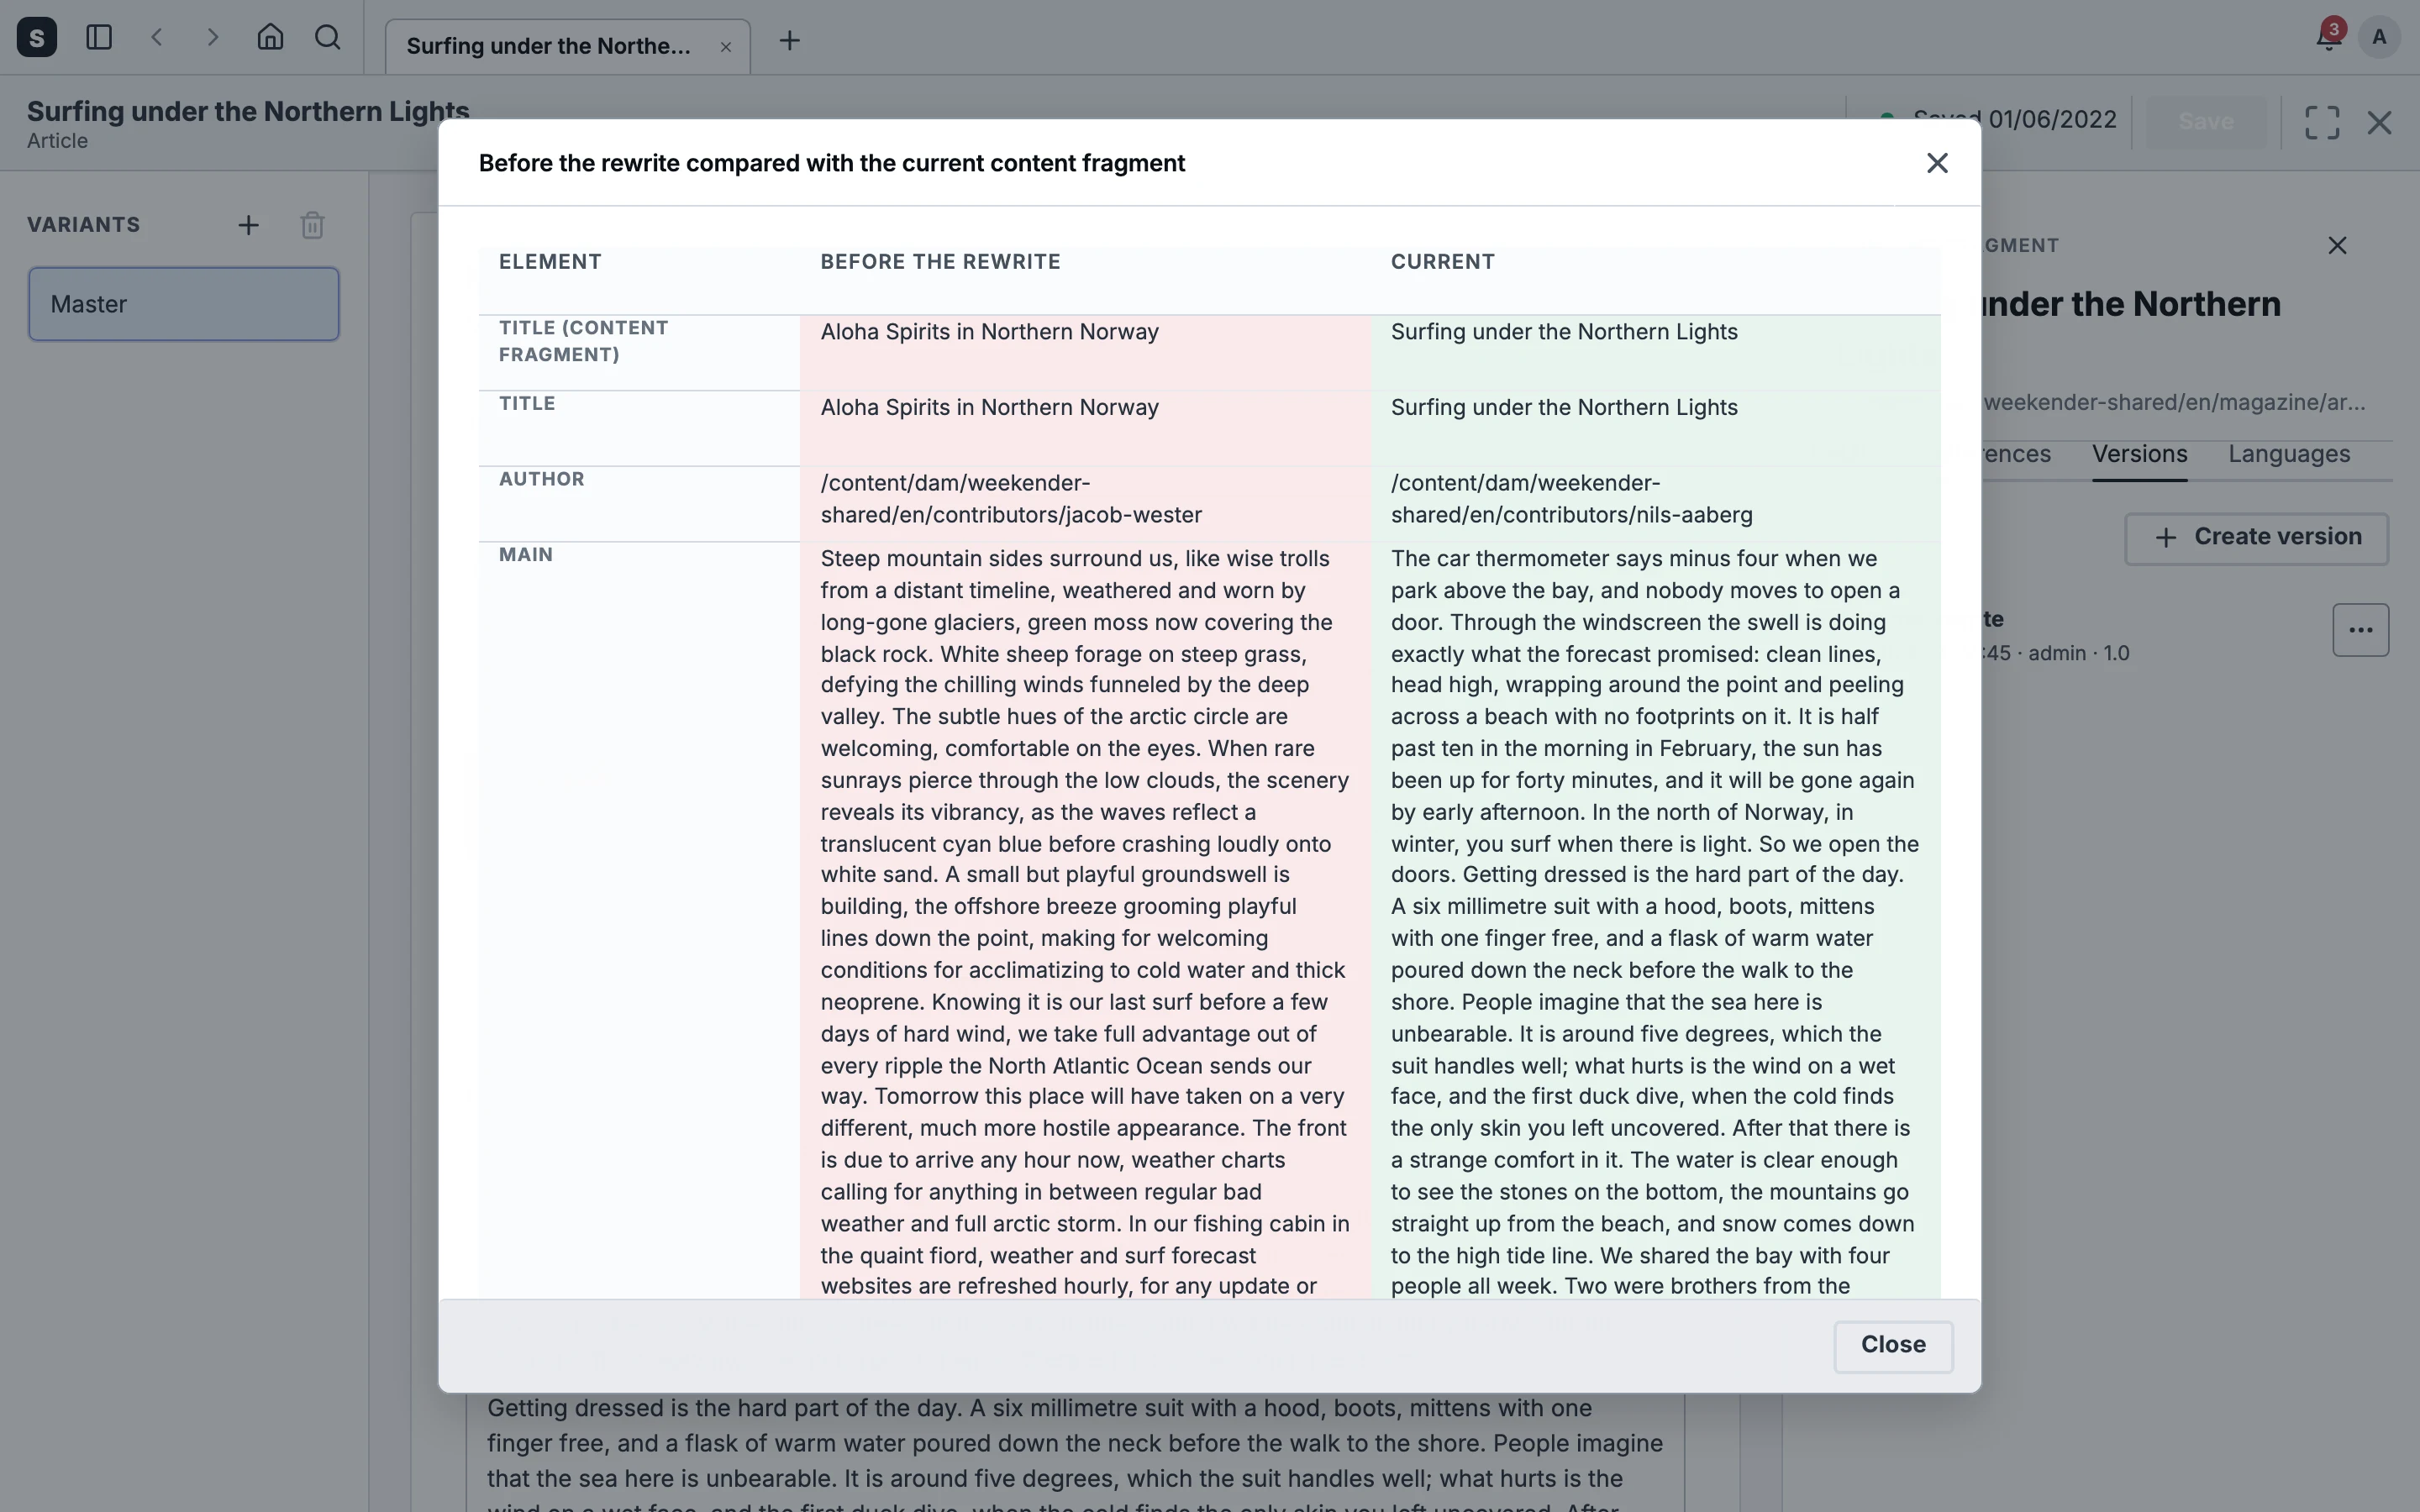 S
Surfing under the Northe...
3
A
Surfing under the Northern Lights
Article
Saved 01/06/2022
Save
VARIANTS
Master
Before the rewrite compared with the current content fragment
ELEMENT
BEFORE THE REWRITE
CURRENT
TITLE (CONTENT
FRAGMENT)
Aloha Spirits in Northern Norway
Surfing under the Northern Lights
TITLE
Aloha Spirits in Northern Norway
Surfing under the Northern Lights
AUTHOR
/content/dam/weekender-
shared/en/contributors/jacob-wester
/content/dam/weekender-
shared/en/contributors/nils-aaberg
MAIN
Steep mountain sides surround us, like wise trolls
from a distant timeline, weathered and worn by
long-gone glaciers, green moss now covering the
black rock. White sheep forage on steep grass,
defying the chilling winds funneled by the deep
valley. The subtle hues of the arctic circle are
welcoming, comfortable on the eyes. When rare
sunrays pierce through the low clouds, the scenery
reveals its vibrancy, as the waves reflect a
translucent cyan blue before crashing loudly onto
white sand. A small but playful groundswell is
building, the offshore breeze grooming playful
lines down the point, making for welcoming
conditions for acclimatizing to cold water and thick
neoprene. Knowing it is our last surf before a few
days of hard wind, we take full advantage out of
every ripple the North Atlantic Ocean sends our
way. Tomorrow this place will have taken on a very
different, much more hostile appearance. The front
is due to arrive any hour now, weather charts
calling for anything in between regular bad
weather and full arctic storm. In our fishing cabin in
the quaint fiord, weather and surf forecast
websites are refreshed hourly, for any update or
The car thermometer says minus four when we
park above the bay, and nobody moves to open a
door. Through the windscreen the swell is doing
exactly what the forecast promised: clean lines,
head high, wrapping around the point and peeling
across a beach with no footprints on it. It is half
past ten in the morning in February, the sun has
been up for forty minutes, and it will be gone again
by early afternoon. In the north of Norway, in
winter, you surf when there is light. So we open the
doors. Getting dressed is the hard part of the day.
A six millimetre suit with a hood, boots, mittens
with one finger free, and a flask of warm water
poured down the neck before the walk to the
shore. People imagine that the sea here is
unbearable. It is around five degrees, which the
suit handles well; what hurts is the wind on a wet
face, and the first duck dive, when the cold finds
the only skin you left uncovered. After that there is
a strange comfort in it. The water is clear enough
to see the stones on the bottom, the mountains go
straight up from the beach, and snow comes down
to the high tide line. We shared the bay with four
people all week. Two were brothers from the
Close
GMENT
under the Northern
weekender-shared/en/magazine/ar...
rences
Versions
Languages
Create version
te
:45 · admin · 1.0
Getting dressed is the hard part of the day. A six millimetre suit with a hood, boots, mittens with one
finger free, and a flask of warm water poured down the neck before the walk to the shore. People imagine
that the sea here is unbearable. It is around five degrees, which the suit handles well; what hurts is the
wind on a wet face, and the first duck dive, when the cold finds the only skin you left uncovered. After